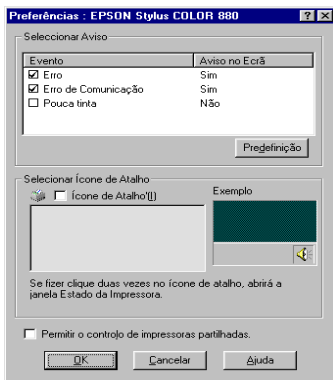 Preferências : EPSON Stylus COLOR 880
Seleccionar Aviso
Evento Aviso no Ecrã
Erro Sim
Erro de Comunicação Sim
Pouca tinta Não
Predefinição
Selecionar Ícone de Atalho
Ícone de Atalho'(I)
Exemplo
Se fizer clique duas vezes no ícone de atalho, abrirá a
janela Estado da Impressora.
Permitir o controlo de impressoras partilhadas.
OK Cancelar Ajuda